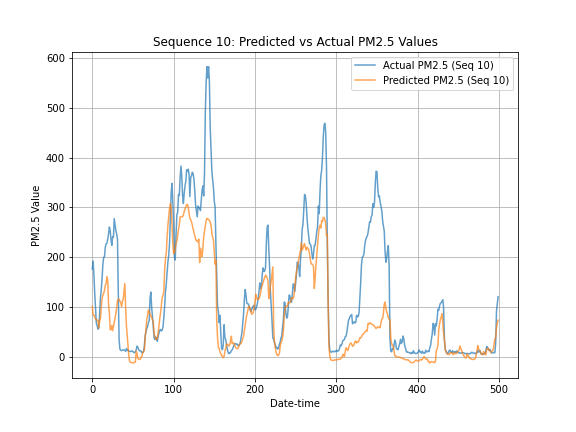 Sequence 10: Predicted vs Actual PM2.5 Values
Actual PM2.5 (Seq 10)
Predicted PM2.5 (Seq 10)
600
500
400
300
200
100
0
PM2.5 Value
0 100 200 300 400 500
Date-time